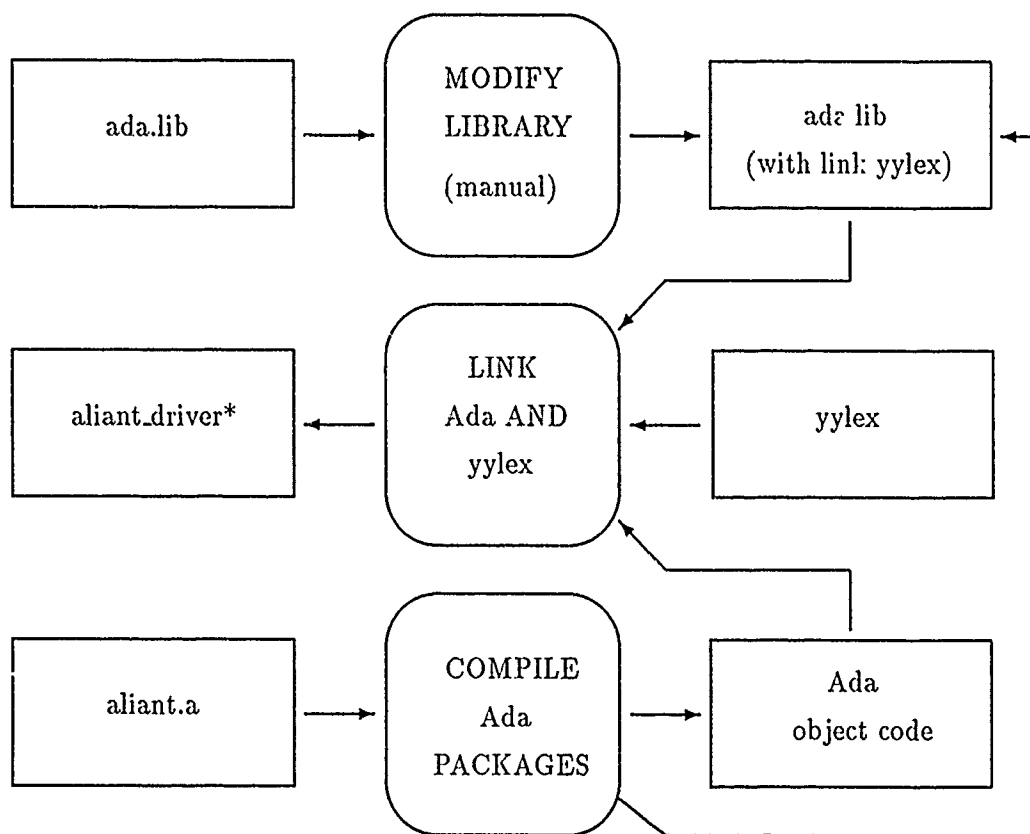 ada.lib
MODIFY
LIBRARY
(manual)
ada lib
(with link yylex)
aliant_driver*
LINK
Ada AND
yylex
yylex
aliant.a
COMPILE
Ada
PACKAGES
Ada
object code